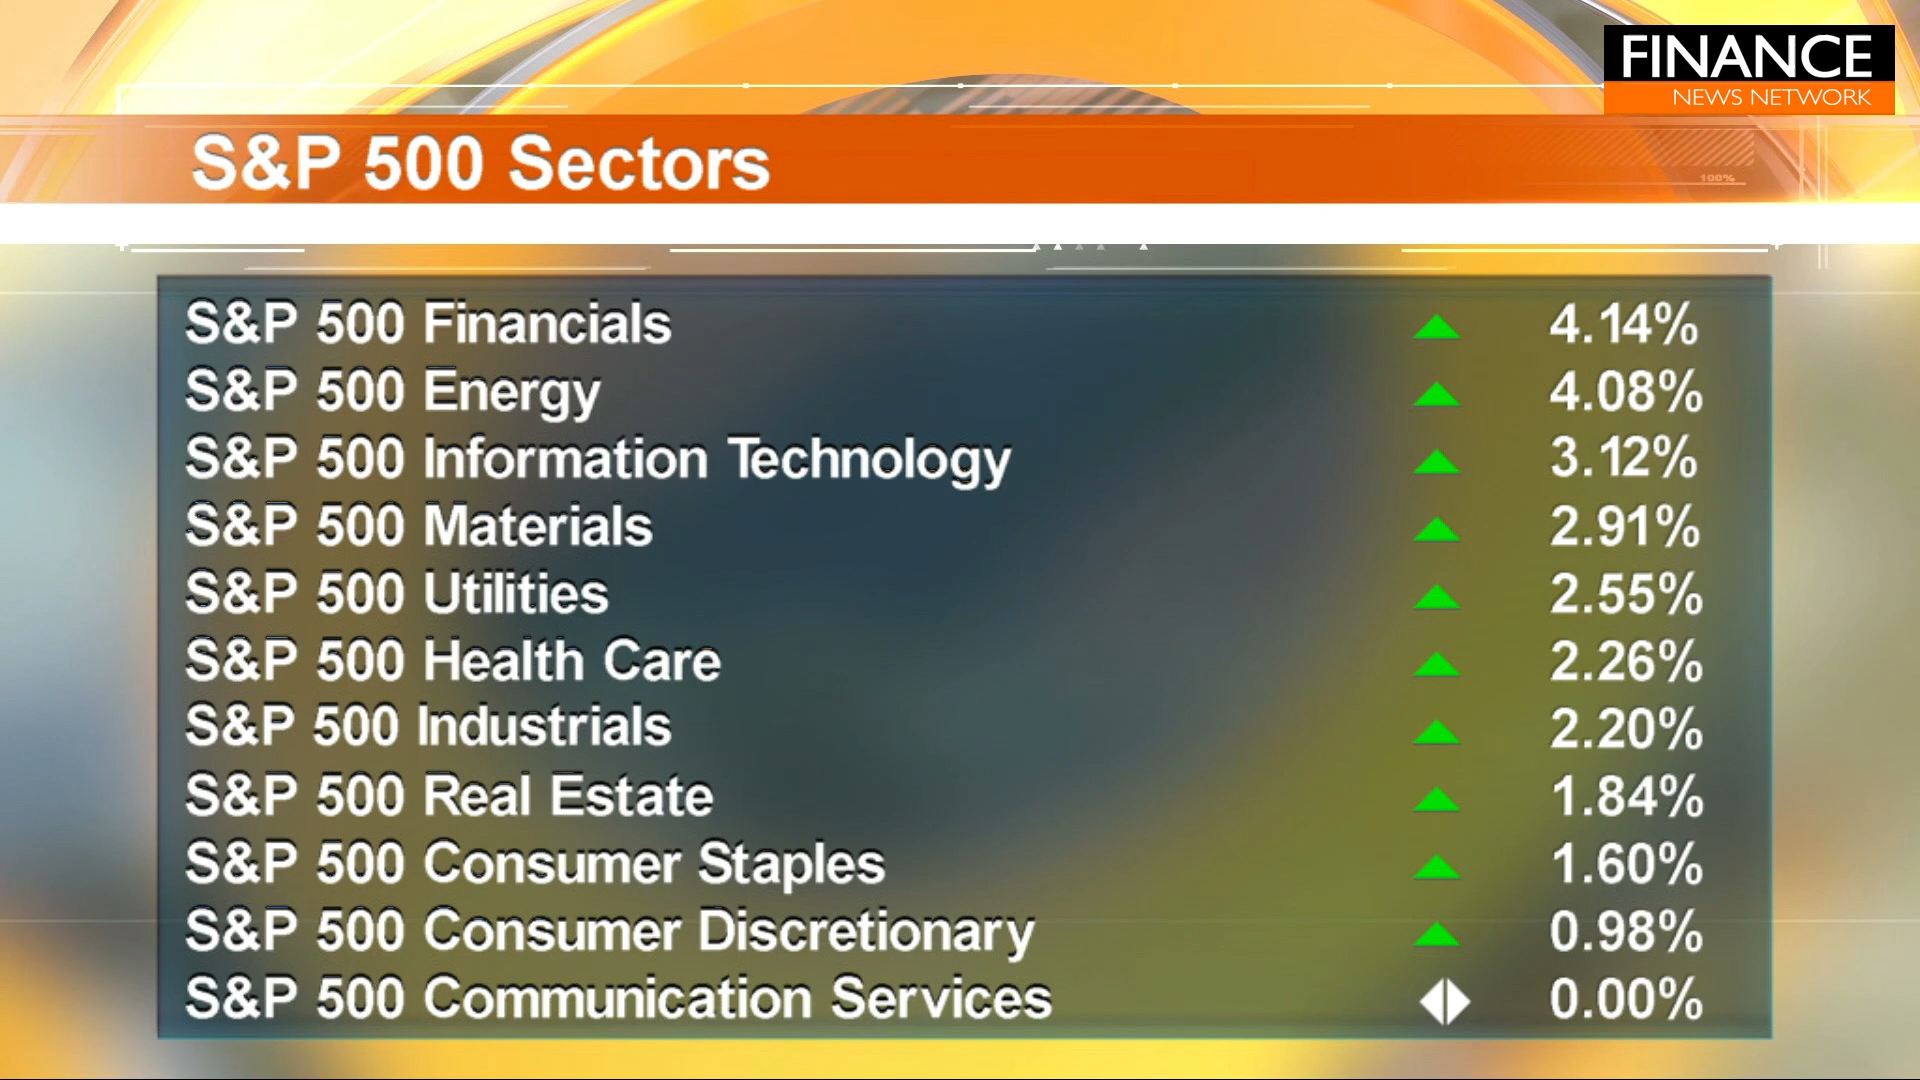 FINANCE
NEWS NETWORK
S&P 500 Sectors
100%
S&P 500 Financials 4.14%
S&P 500 Energy 4.08%
S&P 500 Information Technology 3.12%
S&P 500 Materials 2.91%
S&P 500 Utilities 2.55%
S&P 500 Health Care 2.26%
S&P 500 Industrials 2.20%
S&P 500 Real Estate 1.84%
S&P 500 Consumer Staples 1.60%
S&P 500 Consumer Discretionary 0.98%
S&P 500 Communication Services 0.00%